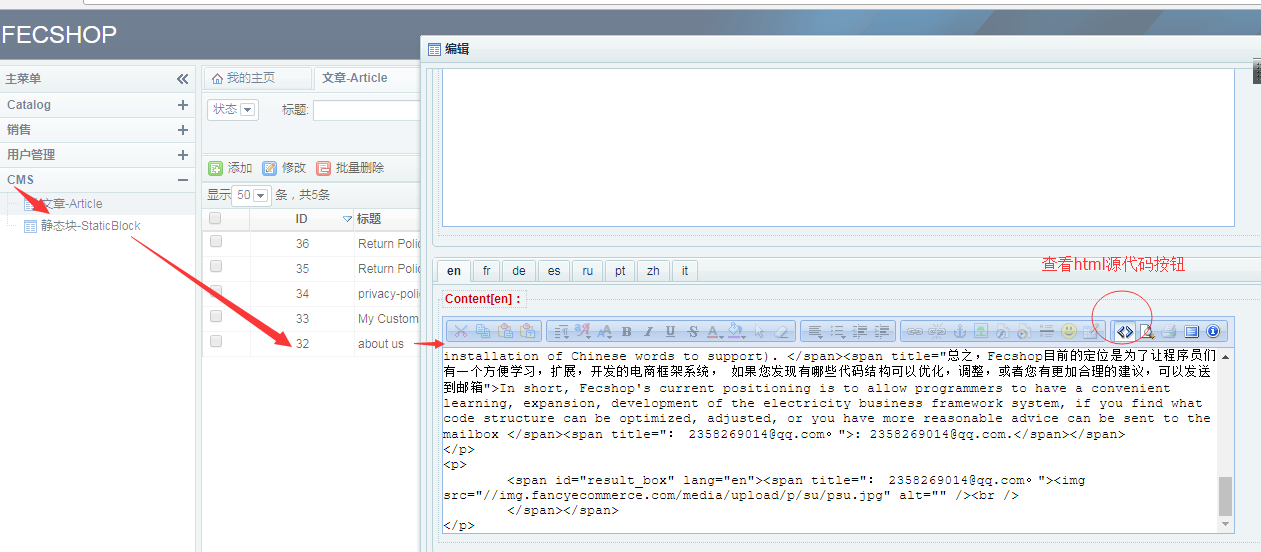 FECSHOP
编辑
主菜单
我的主页
文章-Article
Catalog
销售
用户管理
CMS
文章-Article
静态块-StaticBlock
状态
标题:
添加
修改
批量删除
显示 50 条，共5条
ID 标题
36 Return Polic
35 Return Polic
34 privacy-polic
33 My Custom
32 about us
查看html源代码按钮
en fr de es ru pt zh it
Content[en]：
installation of Chinese words to support). </span><span title="总之，Fecshop目前的定位是为了让程序员们
有一个方便学习，扩展，开发的电商框架系统， 如果您发现有哪些代码结构可以优化，调整，或者您有更加合理的建议，可以发送
到邮箱">In short, Fecshop's current positioning is to allow programmers to have a convenient
learning, expansion, development of the electricity business framework system, if you find what
code structure can be optimized, adjusted, or you have more reasonable advice can be sent to the
mailbox </span><span title="： 2358269014@qq.com。">: 2358269014@qq.com.</span></span>
</p>
<p>
<span id="result_box" lang="en"><span title="： 2358269014@qq.com。"><img
src="//img.fancyecommerce.com/media/upload/p/su/psu.jpg" alt="" /><br />
</span></span>
</p>